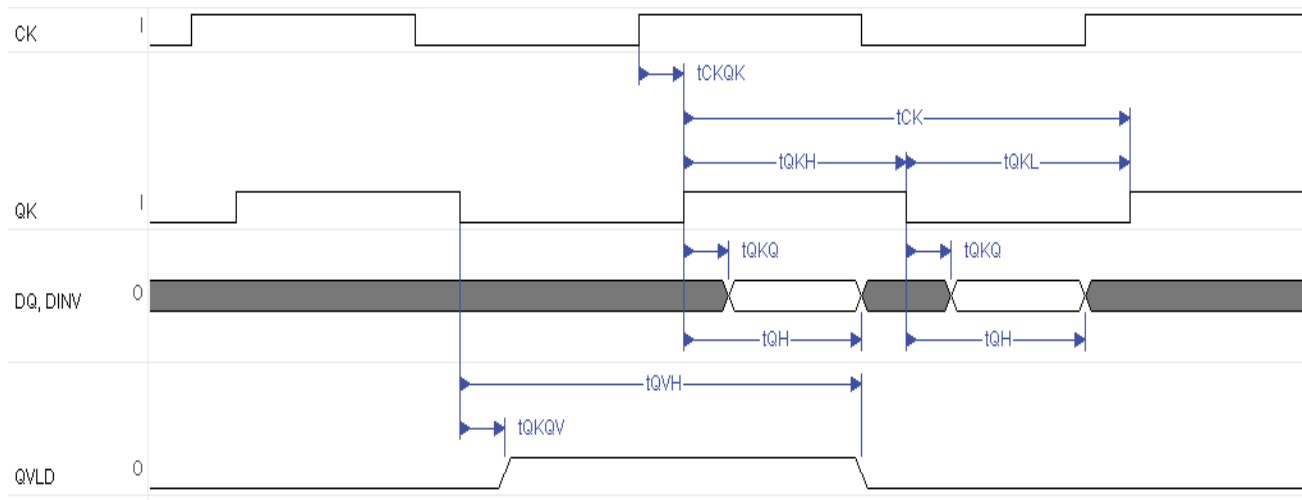 CK I
tCKQK
tCK
tQKH tQKL
QK I
tQKQ tQKQ
DQ, DINV O
tQH tQH
tQVH
tQKQV
QVLD O